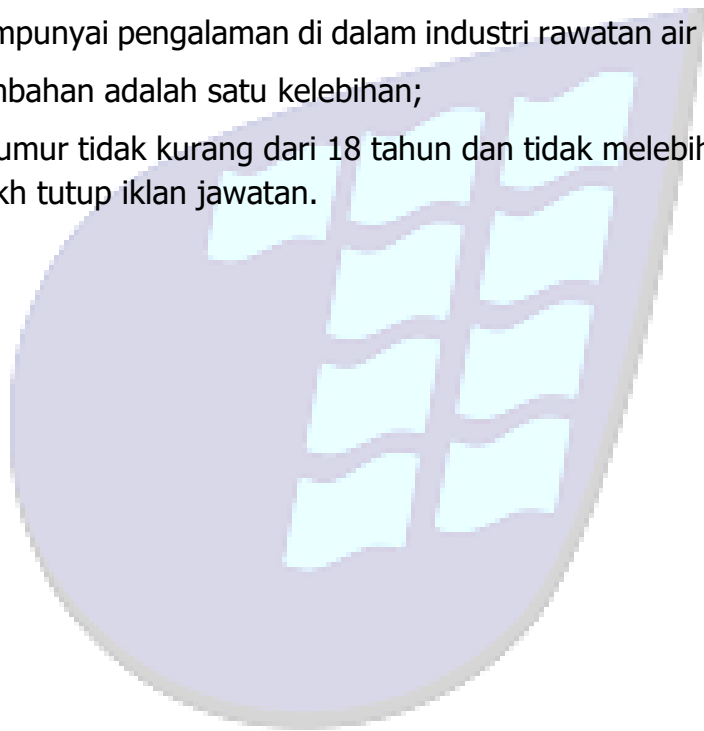 mpunyai pengalaman di dalam industri rawatan air
mbahan adalah satu kelebihan;
umur tidak kurang dari 18 tahun dan tidak melebih
kh tutup iklan jawatan.